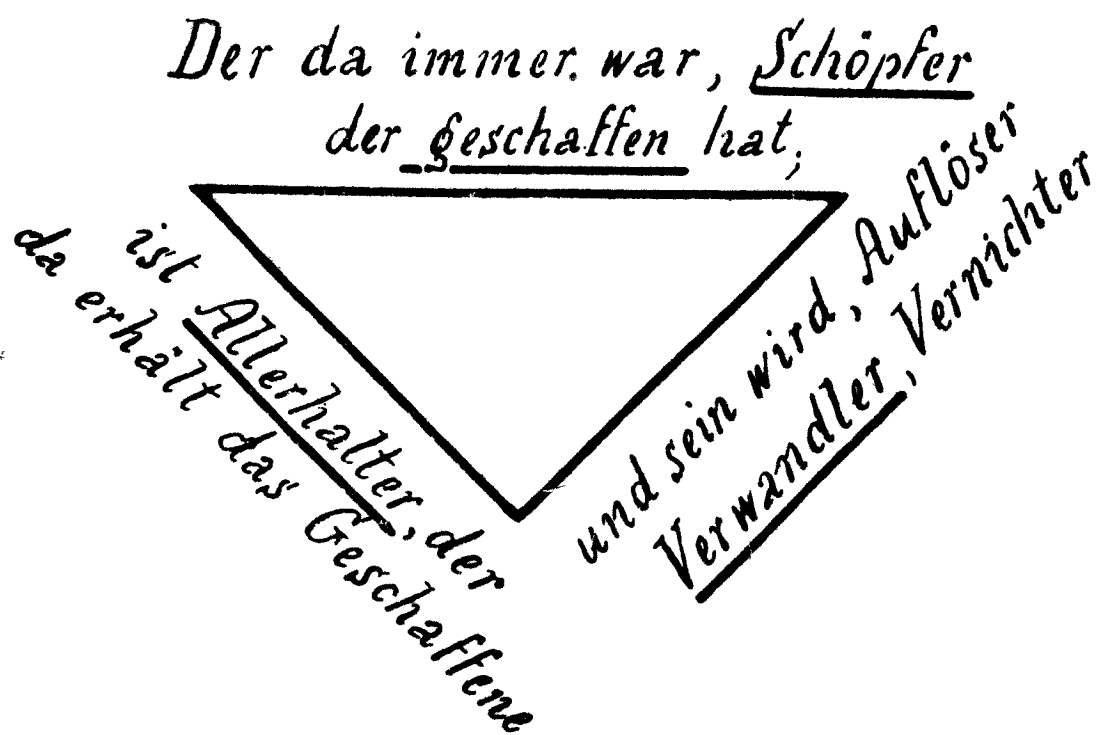 Der da immer. war, Schöpfer
der geschaffen hat,
ist Allerhalter, der
da erhält das Geschaffene
und sein wird, Auflöser
Verwandler, Vernichter